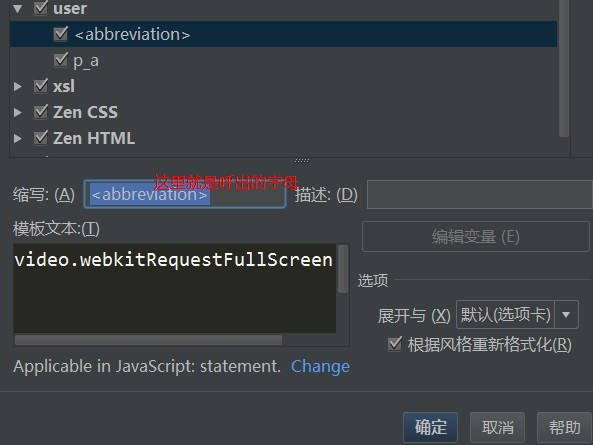 user
<abbreviation>
p_a
xsl
Zen CSS
Zen HTML
这里就是呼出的字母
缩写: (A) <abbreviation> 描述: (D)
模板文本:(T)
编辑变量 (E)
video.webkitRequestFullScreen
选项
展开与 (X) 默认(选项卡)
根据风格重新格式化(R)
Applicable in JavaScript: statement. Change
确定 取消 帮助